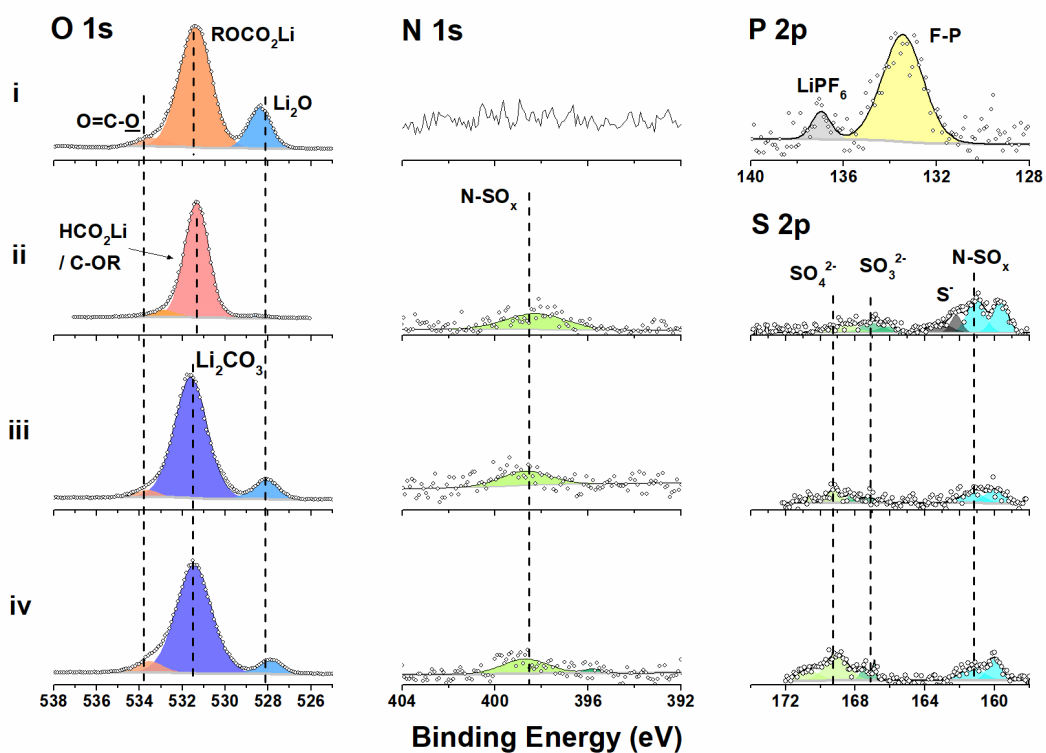 O 1s
N 1s
P 2p
ROCO₂Li
F-P
i
LiPF₆
O=C-O
Li₂O
140 136 132 128
N-SOₓ
S 2p
ii
HCO₂Li
/ C-OR
SO₄²⁻
SO₃²⁻
N-SOₓ
S⁻
Li₂CO₃
iii
iv
538 536 534 532 530 528 526
404 400 396 392
172 168 164 160
Binding Energy (eV)